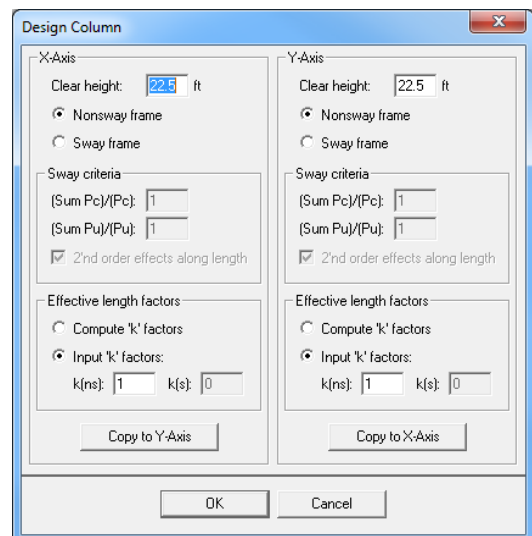 Design Column
X-Axis
Clear height: 22.5 ft
Nonsway frame
Sway frame
Sway criteria
(Sum Pc)/(Pc): 1
(Sum Pu)/(Pu): 1
2'nd order effects along length
Effective length factors
Compute 'k' factors
Input 'k' factors:
k(ns): 1 k(s): 0
Copy to Y-Axis
Y-Axis
Clear height: 22.5 ft
Nonsway frame
Sway frame
Sway criteria
(Sum Pc)/(Pc): 1
(Sum Pu)/(Pu): 1
2'nd order effects along length
Effective length factors
Compute 'k' factors
Input 'k' factors:
k(ns): 1 k(s): 0
Copy to X-Axis
OK Cancel